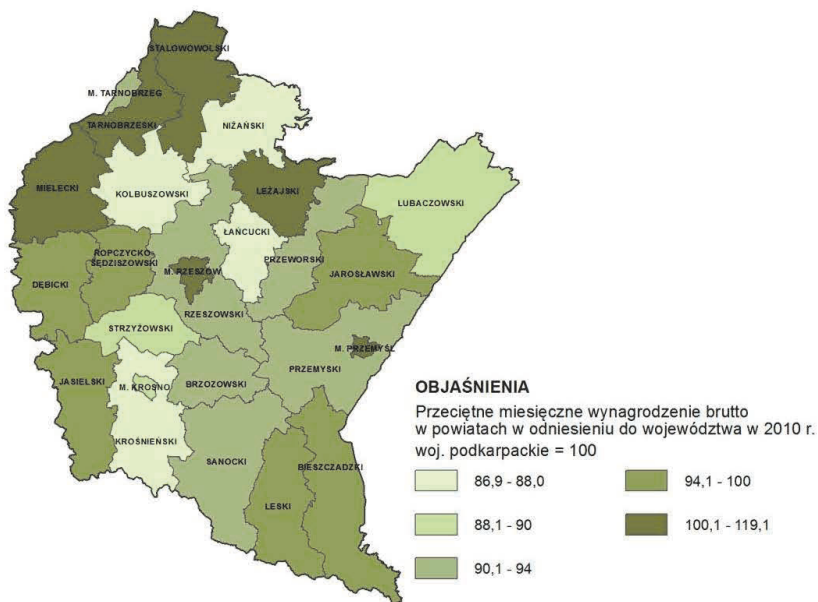 STALOWOWOLSKI
M. TARNOBRZEG
TARNOBRZESKI
NIŻAŃSKI
MIELECKI
KOLBUSZOWSKI
LEŻAJSKI
LUBACZOWSKI
ŁAŃCUCKI
ROPCZYCKO-
SĘDZISZOWSKI
M. RZESZÓW
PRZEWORSKI
JAROSŁAWSKI
DĘBICKI
RZESZOWSKI
STRZYŻOWSKI
M. PRZEMYŚL
JASIELSKI
M. KROSNO
BRZOZOWSKI
PRZEMYSKI
KROŚNIEŃSKI
SANOCKI
BIESZCZADZKI
LESKI
OBJAŚNIENIA
Przeciętne miesięczne wynagrodzenie brutto
w powiatach w odniesieniu do województwa w 2010 r.
woj. podkarpackie = 100
86,9 - 88,0
94,1 - 100
88,1 - 90
100,1 - 119,1
90,1 - 94